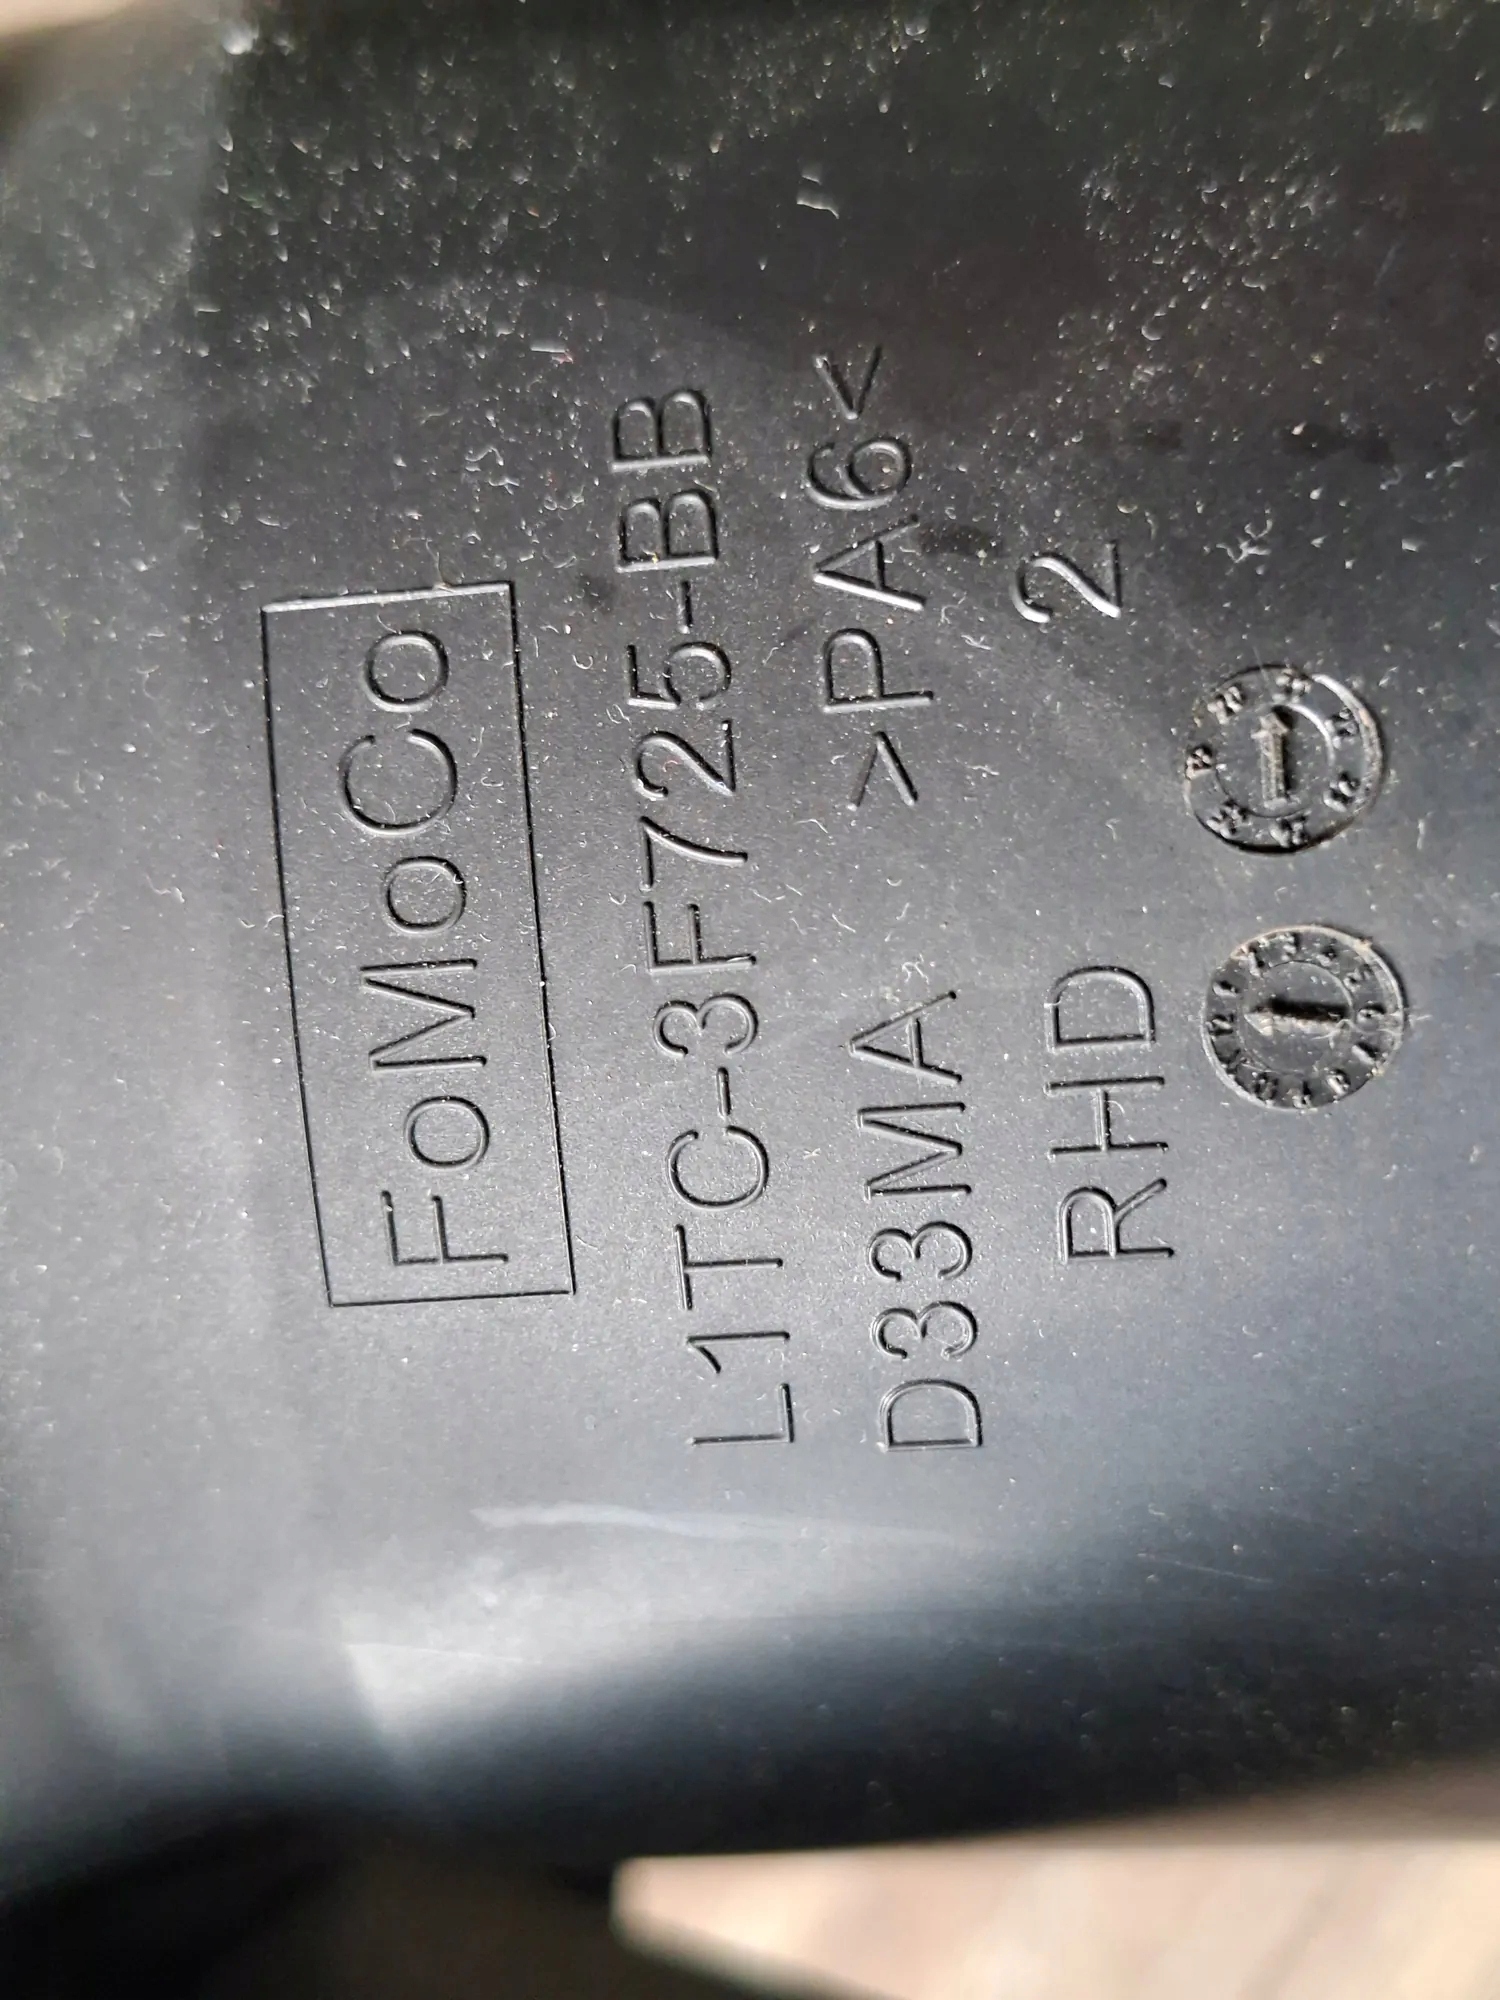 FoMoCo
L1TC-3F725-BB
D33MA >PA6<
RHD 2